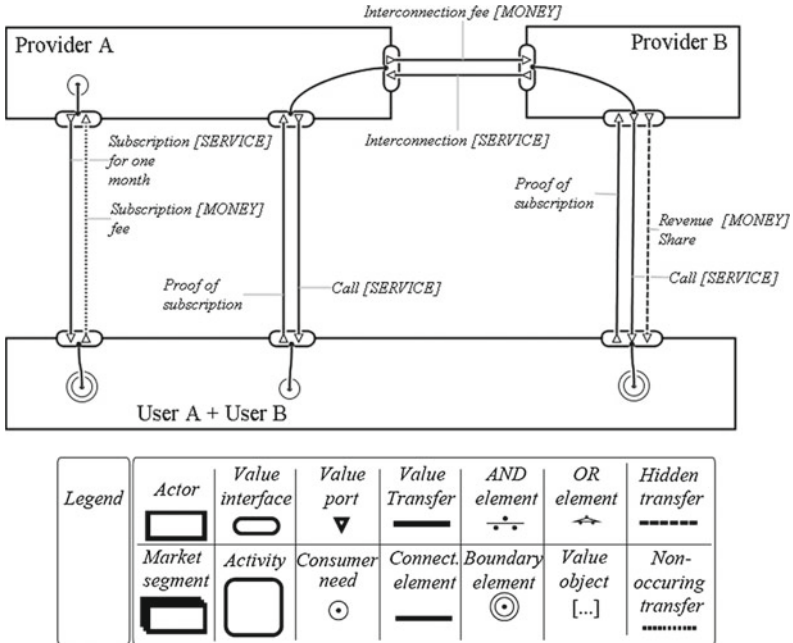 Interconnection fee [MONEY]
Provider A
Provider B
Interconnection [SERVICE]
Subscription [SERVICE]
for one
month
Subscription [MONEY]
fee
Proof of
subscription
Revenue [MONEY]
Share
Proof of
subscription
Call [SERVICE]
Call [SERVICE]
User A + User B
Legend
Actor
Value
interface
Value
port
Value
Transfer
AND
element
OR
element
Hidden
transfer
Market
segment
Activity
Consumer
need
Connect.
element
Boundary
element
Value
object
[...]
Non-
occuring
transfer